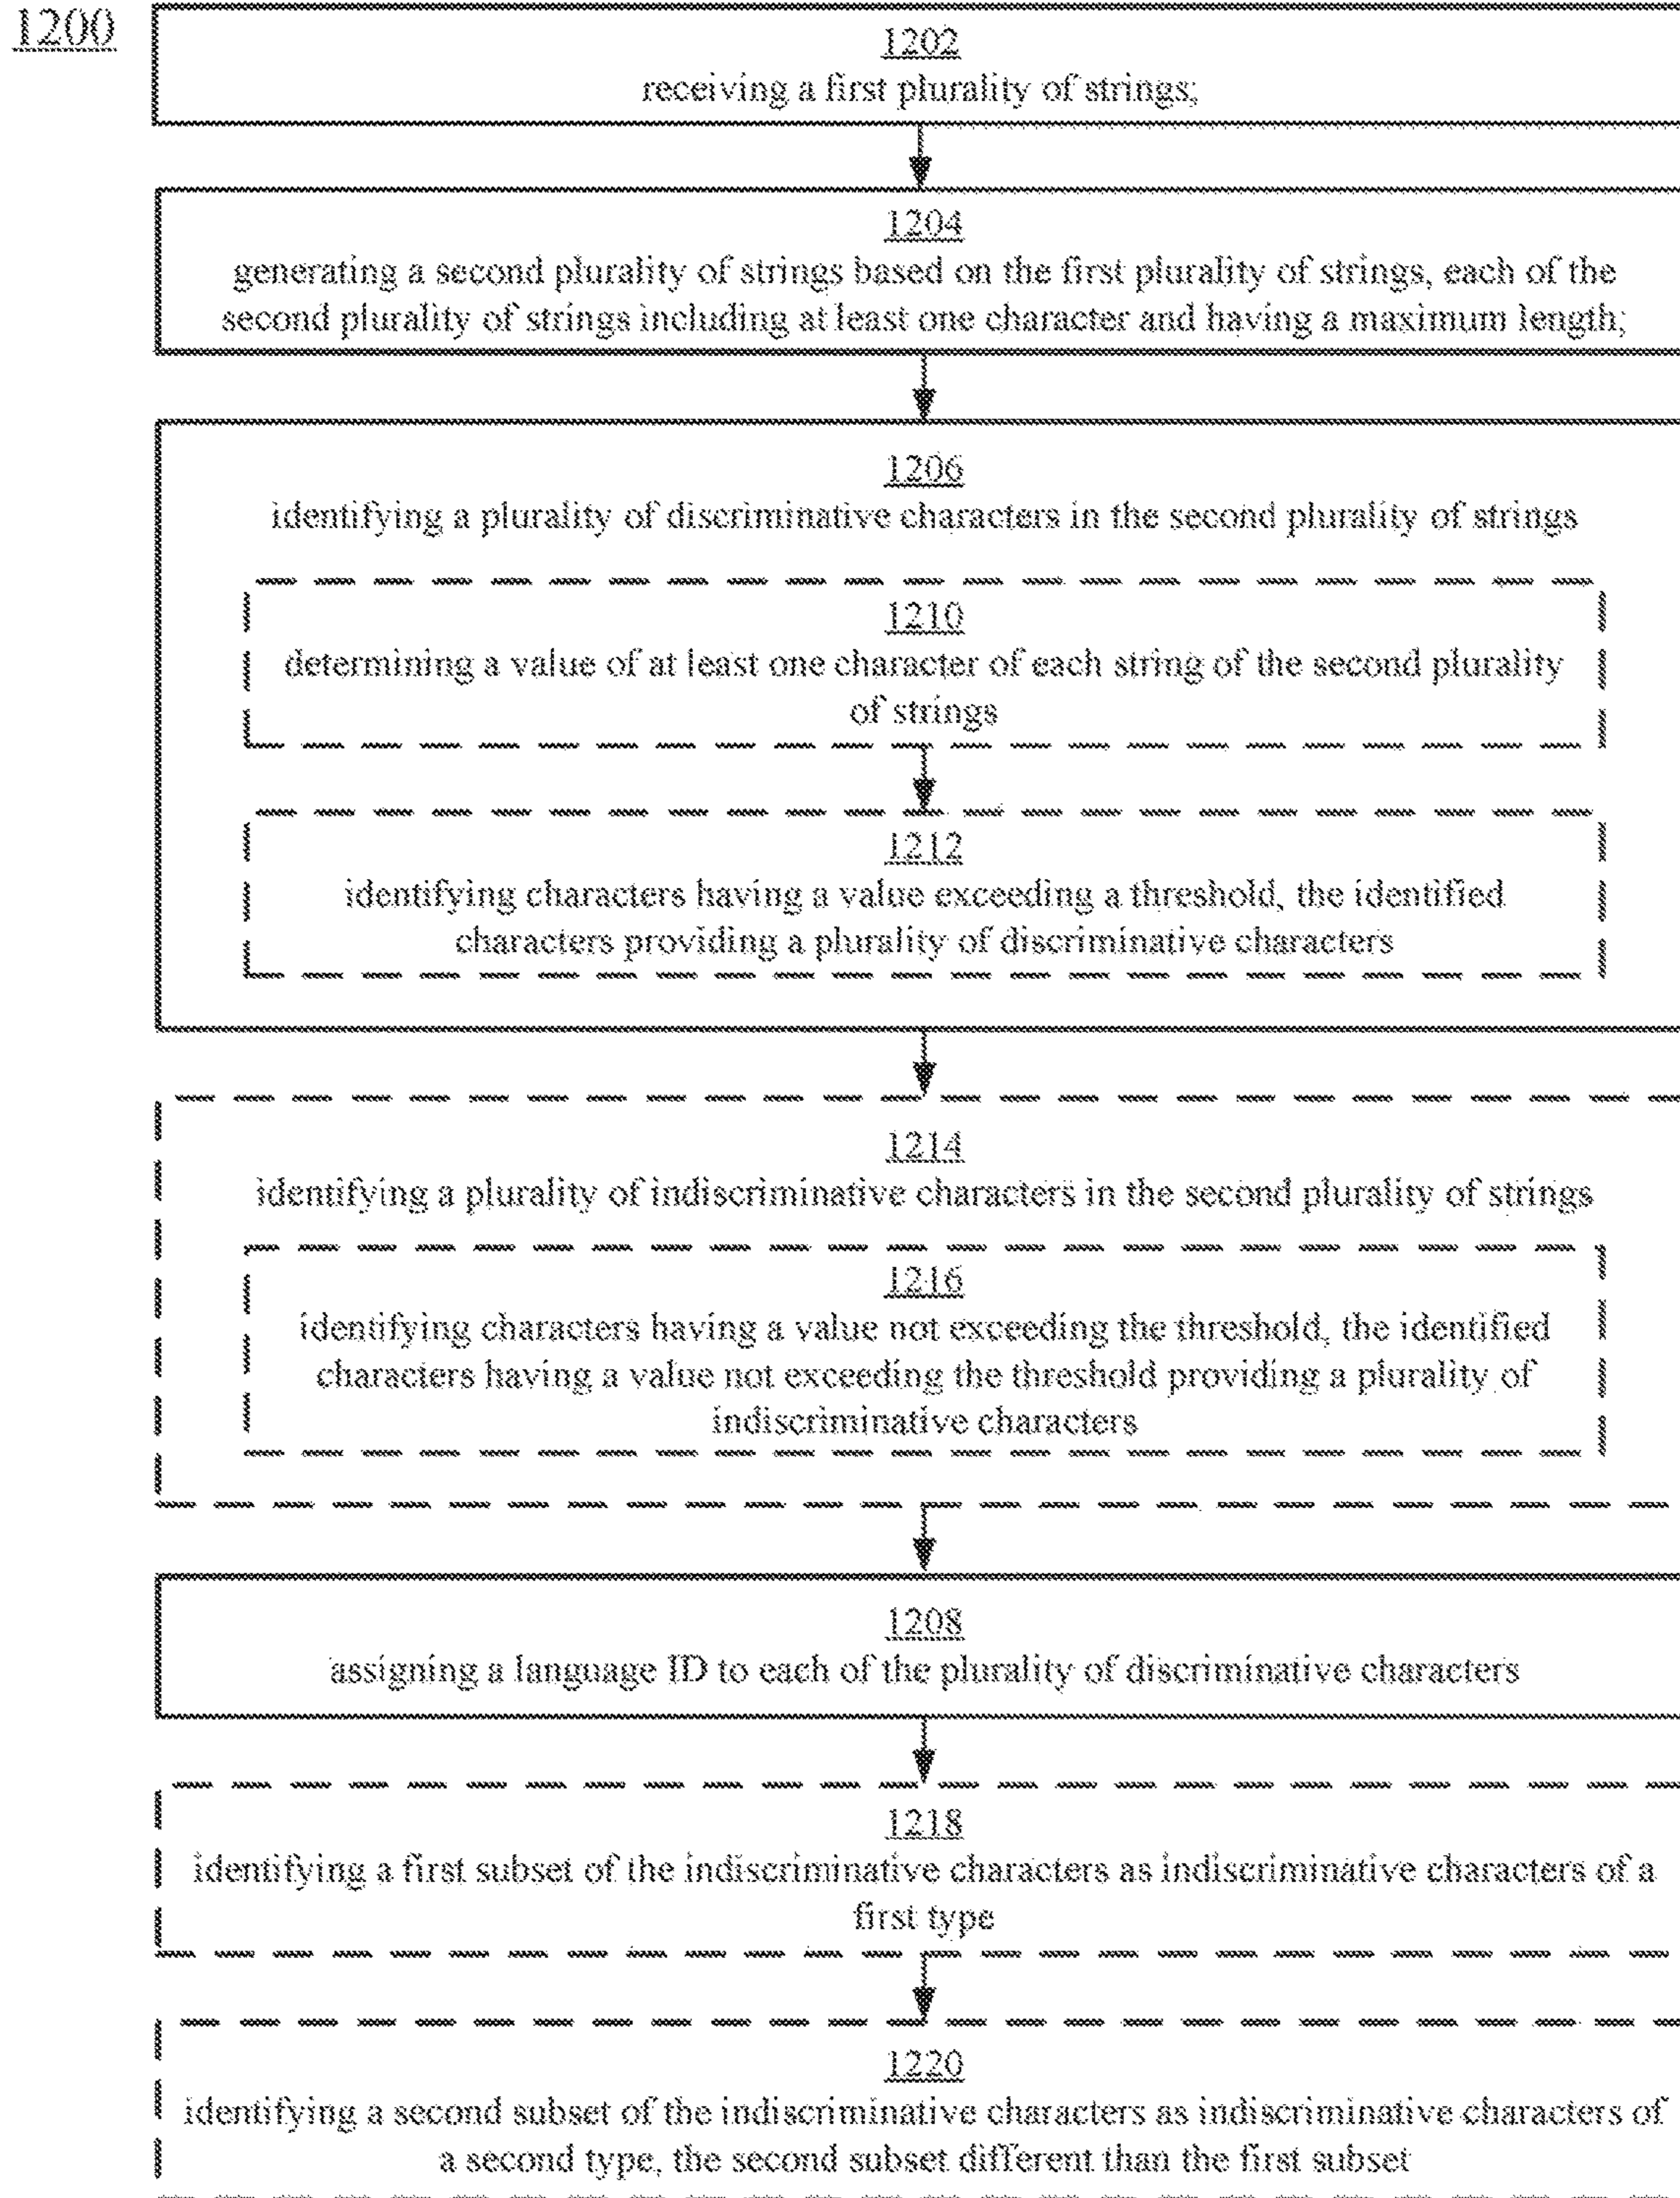 1200
1202
receiving a first plurality of strings;
1204
generating a second plurality of strings based on the first plurality of strings, each of the
second plurality of strings including at least one character and having a maximum length;
1206
identifying a plurality of discriminative characters in the second plurality of strings
1210
determining a value of at least one character of each string of the second plurality
of strings
1212
identifying characters having a value exceeding a threshold, the identified
characters providing a plurality of discriminative characters
1214
identifying a plurality of indiscriminative characters in the second plurality of strings
1216
identifying characters having a value not exceeding the threshold, the identified
characters having a value not exceeding the threshold providing a plurality of
indiscriminative characters
1208
assigning a language ID to each of the plurality of discriminative characters
1218
identifying a first subset of the indiscriminative characters as indiscriminative characters of a
first type
1220
identifying a second subset of the indiscriminative characters as indiscriminative characters of
a second type, the second subset different than the first subset